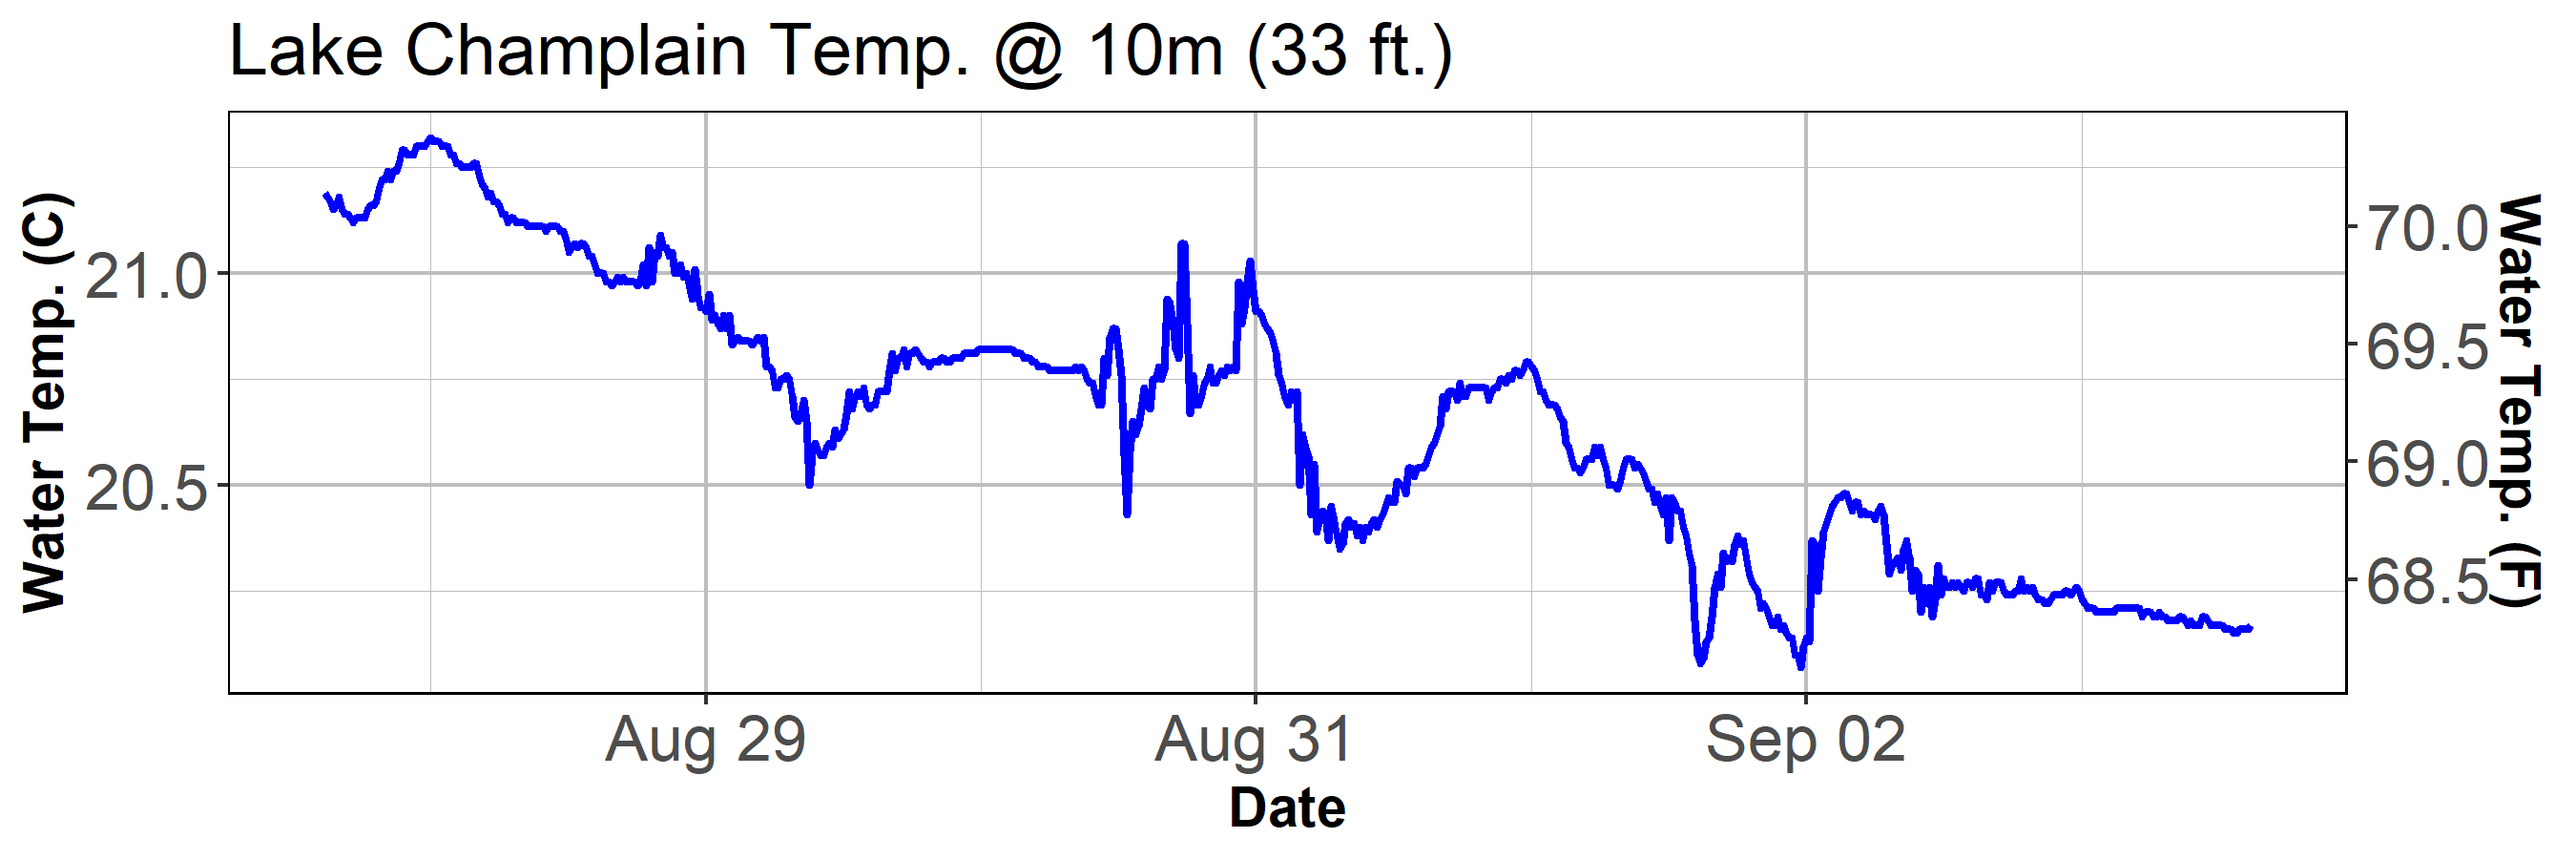 Lake Champlain Temp. @ 10m (33 ft.)
Water Temp. (C)
21.0
20.5
70.0
69.5
69.0
68.5
Water Temp. (F)
Aug 29
Aug 31
Sep 02
Date